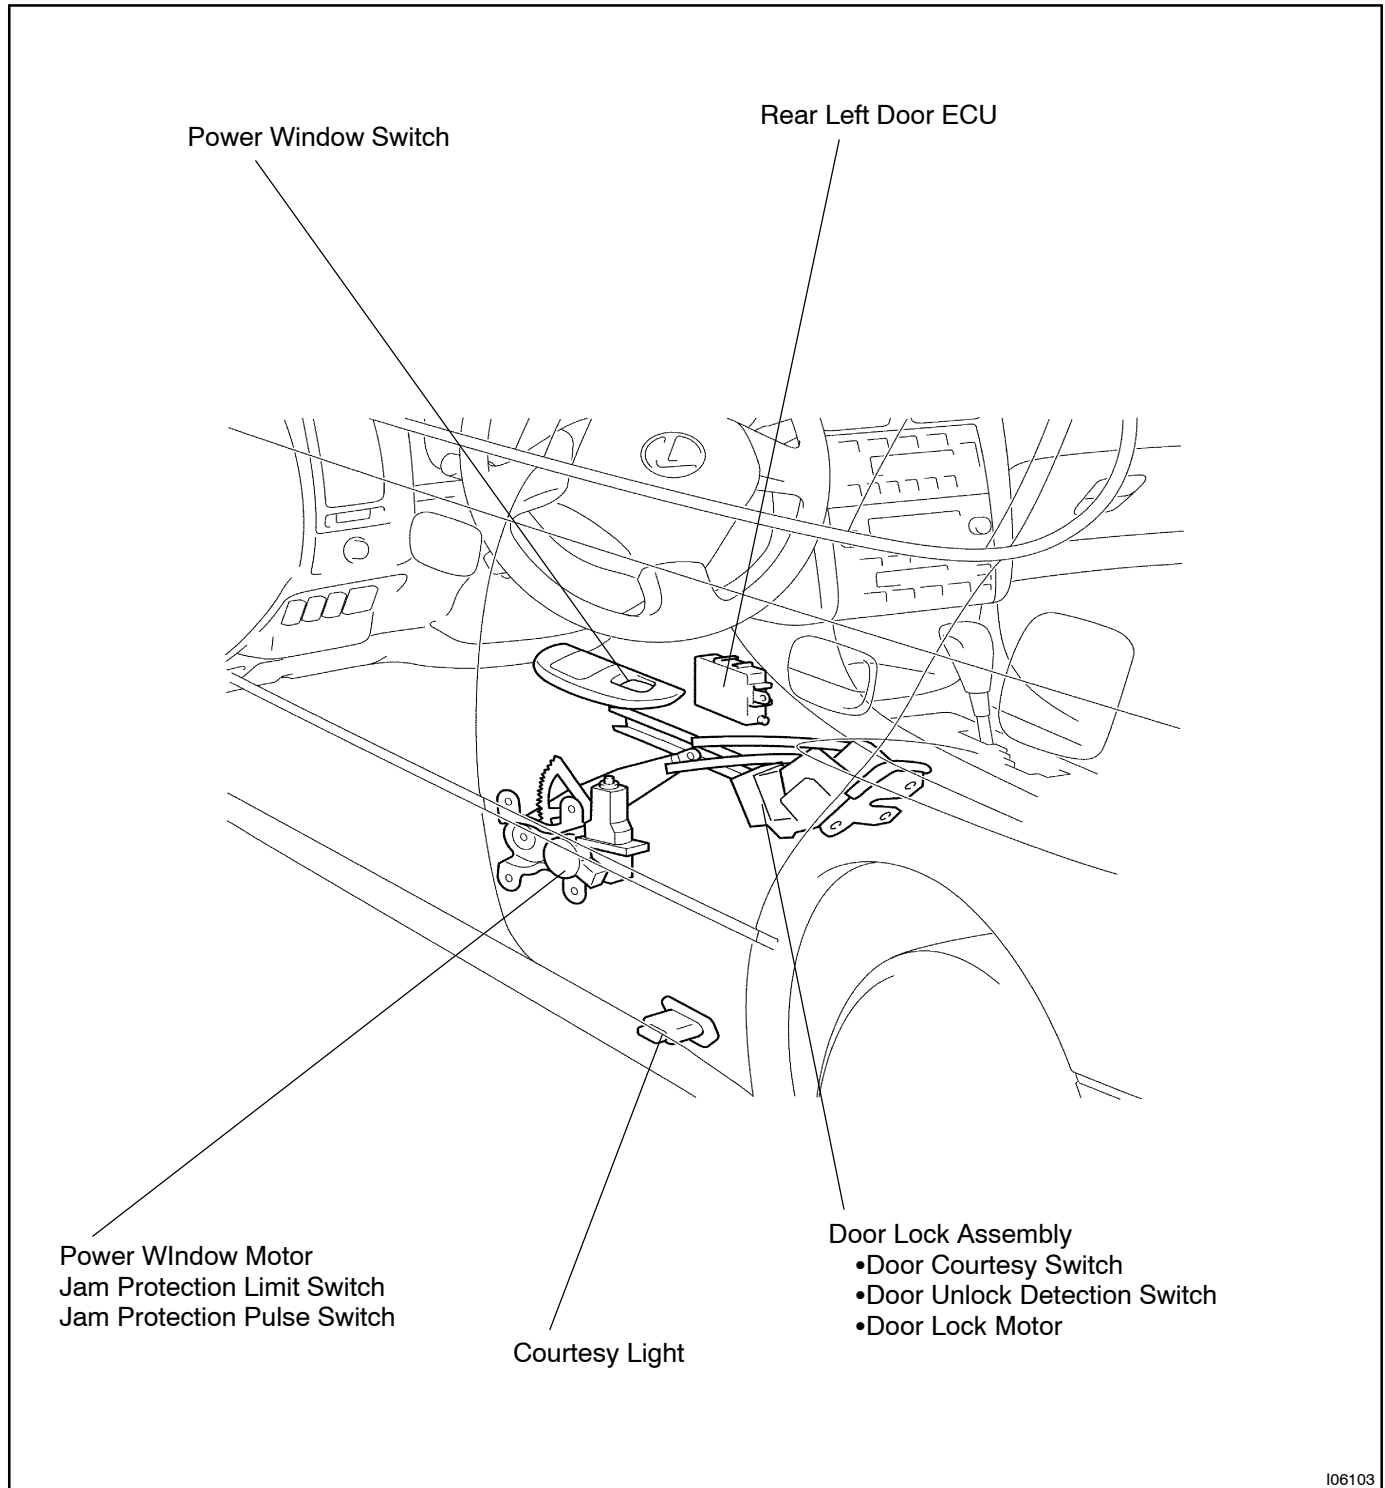 Rear Left Door ECU
Power Window Switch
Power WIndow Motor
Jam Protection Limit Switch
Jam Protection Pulse Switch
Courtesy Light
Door Lock Assembly
•Door Courtesy Switch
•Door Unlock Detection Switch
•Door Lock Motor
I06103